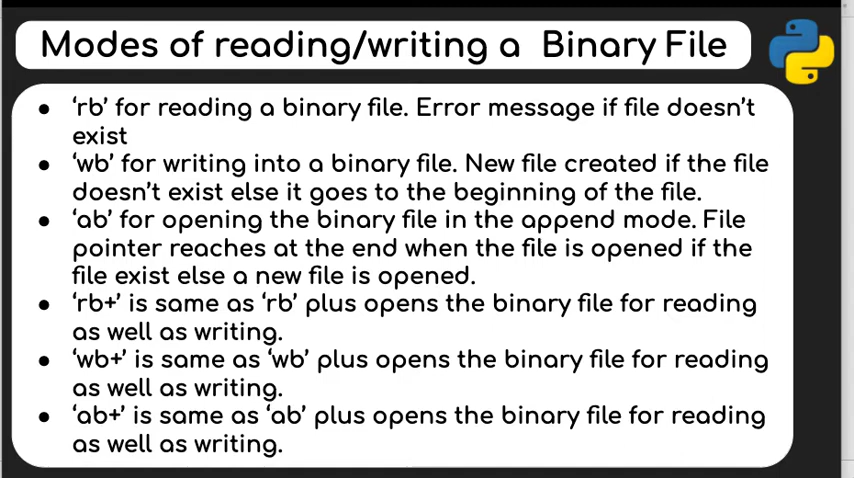 Modes of reading/writing a Binary File
● ‘rb’ for reading a binary file. Error message if file doesn’t
exist
● ‘wb’ for writing into a binary file. New file created if the file
doesn’t exist else it goes to the beginning of the file.
● ‘ab’ for opening the binary file in the append mode. File
pointer reaches at the end when the file is opened if the
file exist else a new file is opened.
● ‘rb+’ is same as ‘rb’ plus opens the binary file for reading
as well as writing.
● ‘wb+’ is same as ‘wb’ plus opens the binary file for reading
as well as writing.
● ‘ab+’ is same as ‘ab’ plus opens the binary file for reading
as well as writing.